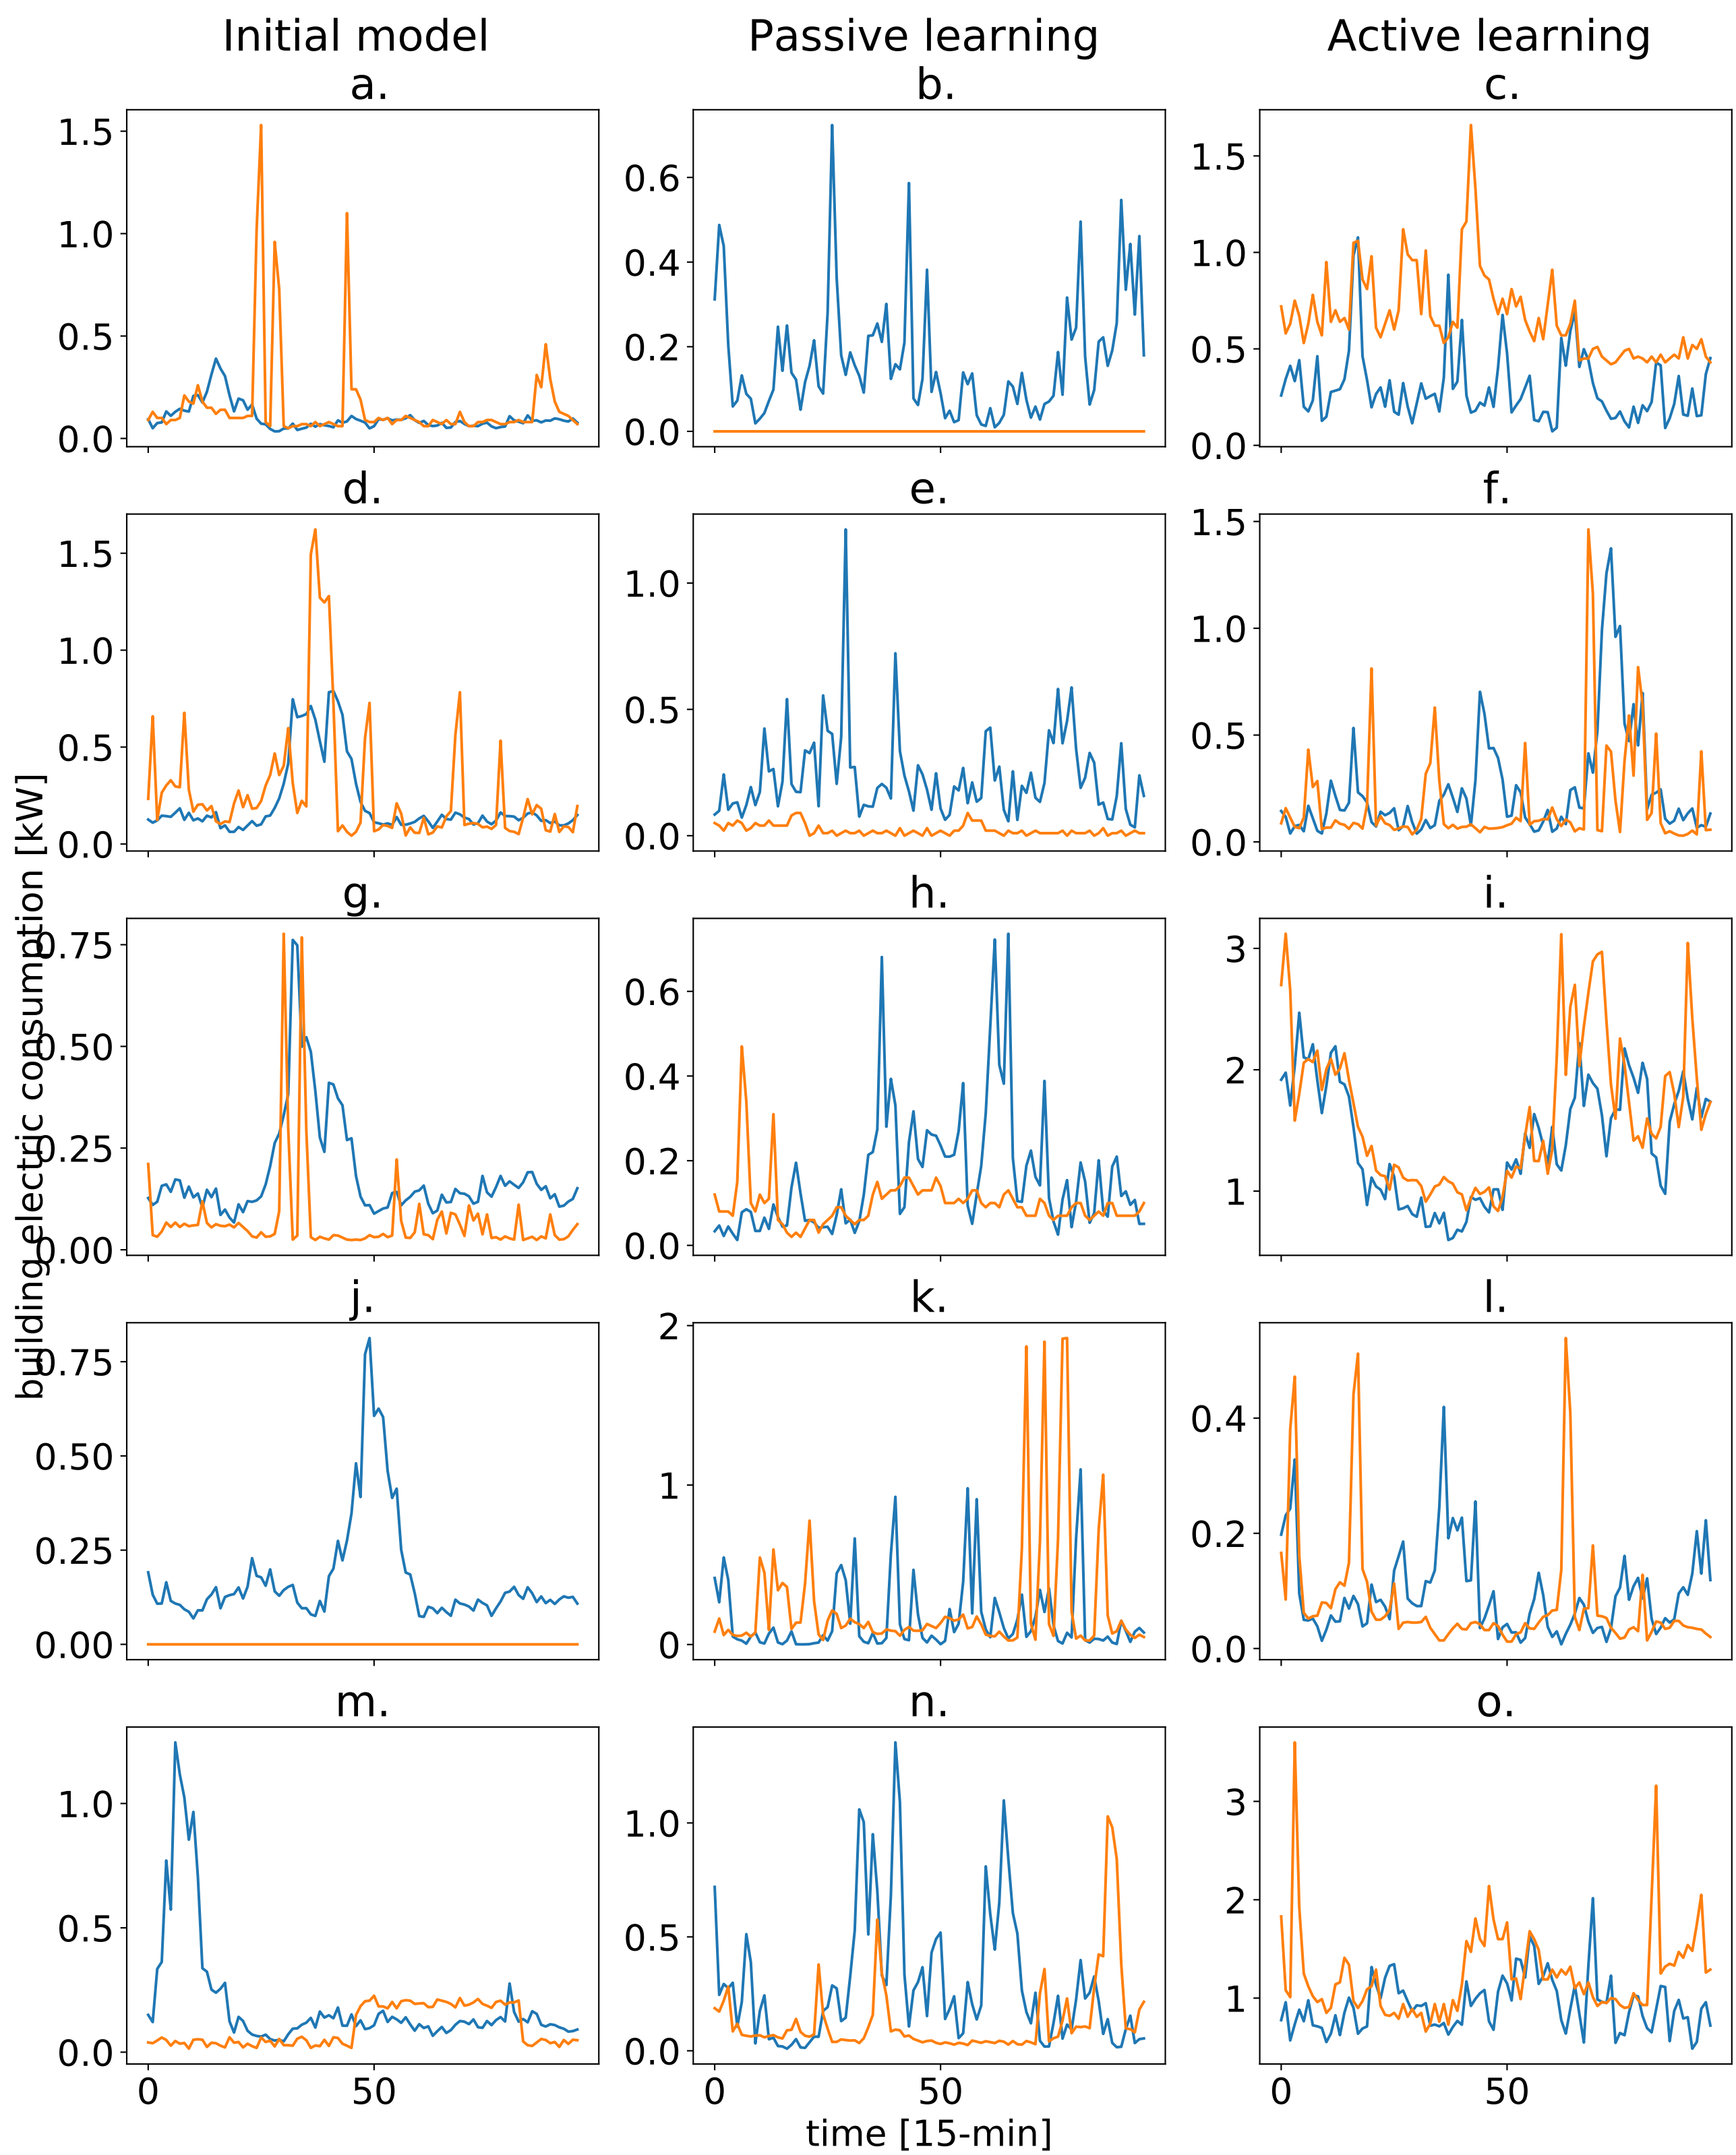 Initial model
Passive learning
Active learning
a.
b.
c.
1.5
1.0
0.5
0.0
0.6
0.4
0.2
0.0
1.5
1.0
0.5
0.0
d.
e.
f.
1.5
1.0
0.5
0.0
1.0
0.5
0.0
1.5
1.0
0.5
0.0
building electric consumption [kW]
g.
h.
i.
0.75
0.50
0.25
0.00
0.6
0.4
0.2
0.0
3
2
1
j.
k.
l.
0.75
0.50
0.25
0.00
2
1
0
0.4
0.2
0.0
m.
n.
o.
1.0
0.5
0.0
1.0
0.5
0.0
3
2
1
0
50
0
50
0
50
time [15-min]